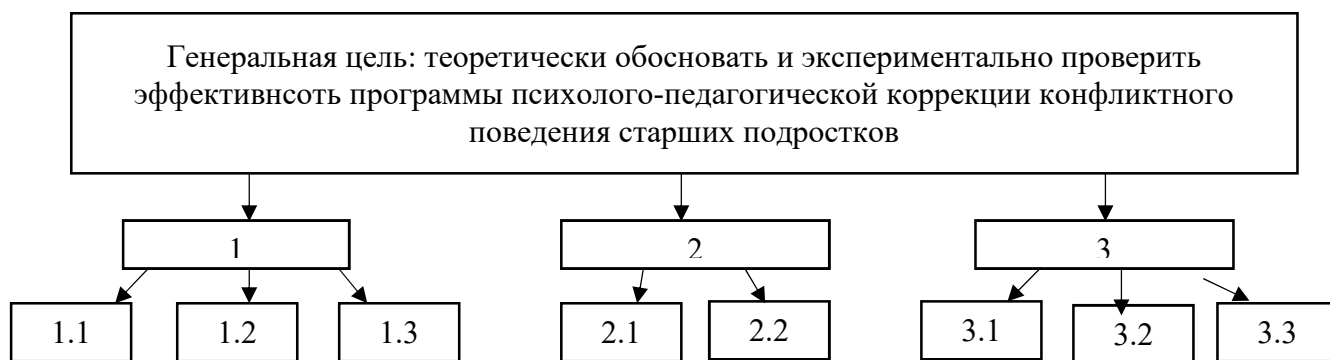 Генеральная цель: теоретически обосновать и экспериментально проверить
эффективнсоть программы психолого-педагогической коррекции конфликтного
поведения старших подростков
1 2 3
1.1 1.2 1.3 2.1 2.2 3.1 3.2 3.3